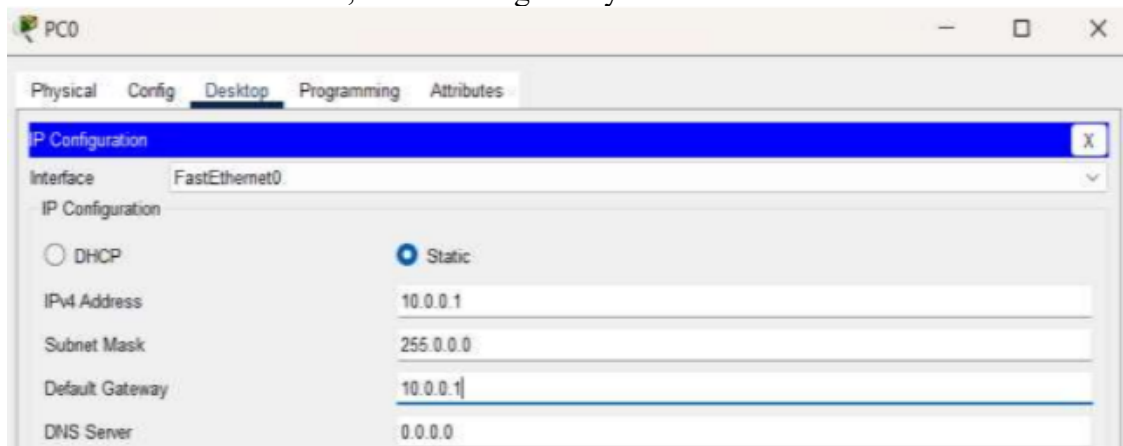 PC0
Physical Config Desktop Programming Attributes
IP Configuration
X
Interface FastEthernet0
IP Configuration
DHCP Static
IPv4 Address 10.0.0.1
Subnet Mask 255.0.0.0
Default Gateway 10.0.0.1
DNS Server 0.0.0.0